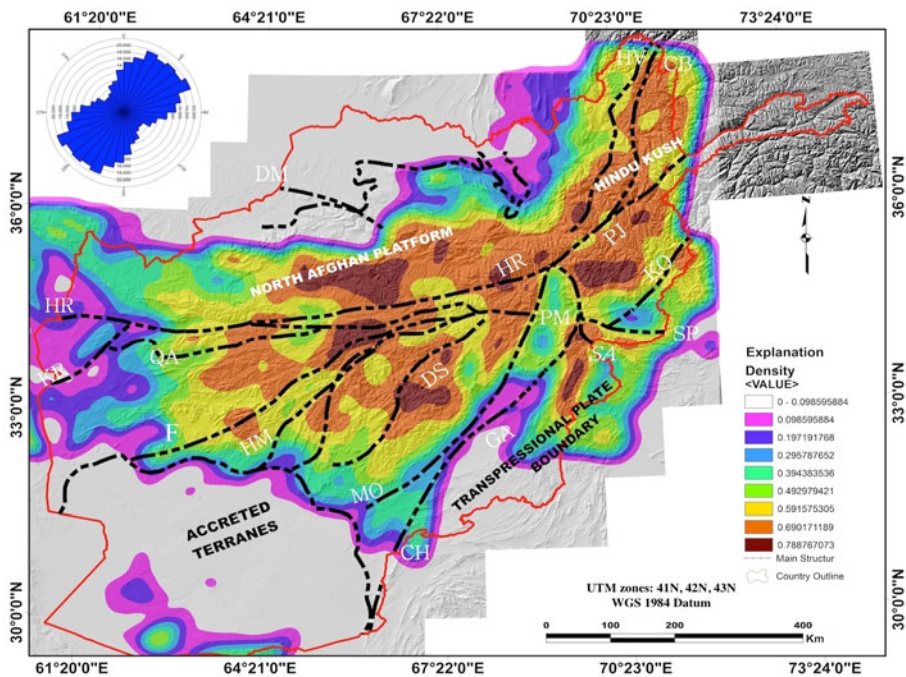 61°20'0"E 64°21'0"E 67°22'0"E 70°23'0"E 73°24'0"E
HV
CB
DM
HINDU KUSH
36°0'0"N
36°0'0"N
PJ
NORTH AFGHAN PLATFORM
HR
KO
HR
PM
SP
QA
SA
KR
DS
Explanation
Density
<VALUE>
0 - 0.098595884
0.098595884
0.197191768
0.295787652
0.394383536
0.492979421
0.591575305
0.690171189
0.788767073
Main Structur
Country Outline
33°0'0"N
33°0'0"N
F
HM
GA
TRANSPRESSIONAL PLATE
BOUNDARY
MO
ACCRETED
TERRANES
CH
UTM zones: 41N, 42N, 43N
WGS 1984 Datum
0 100 200 400
Km
30°0'0"N
30°0'0"N
61°20'0"E 64°21'0"E 67°22'0"E 70°23'0"E 73°24'0"E